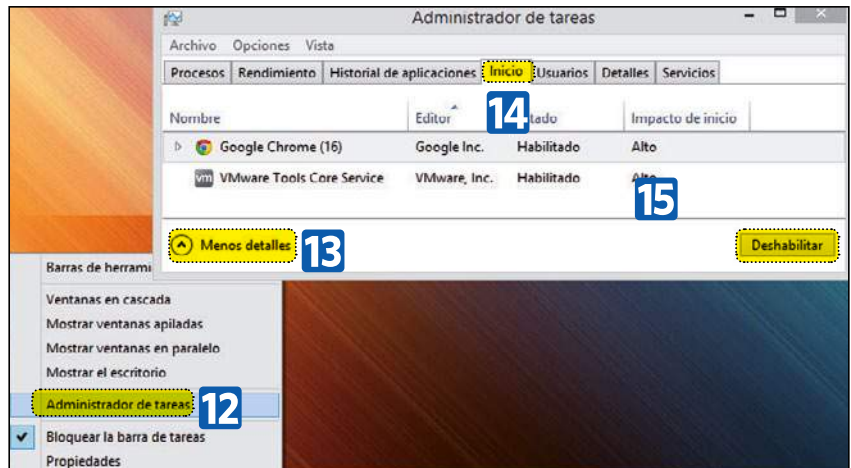 Administrador de tareas
Archivo Opciones Vista
Procesos Rendimiento Historial de aplicaciones Inicio Usuarios Detalles Servicios
14
Nombre Editor Impacto de inicio
Google Chrome (16) Google Inc. Habilitado Alto
vm VMware Tools Core Service VMware, Inc. Habilitado Alto
15
Menos detalles 13 Deshabilitar
Barras de herrami
Ventanas en cascada
Mostrar ventanas apiladas
Mostrar ventanas en paralelo
Mostrar el escritorio
Administrador de tareas 12
Bloquear la barra de tareas
Propiedades